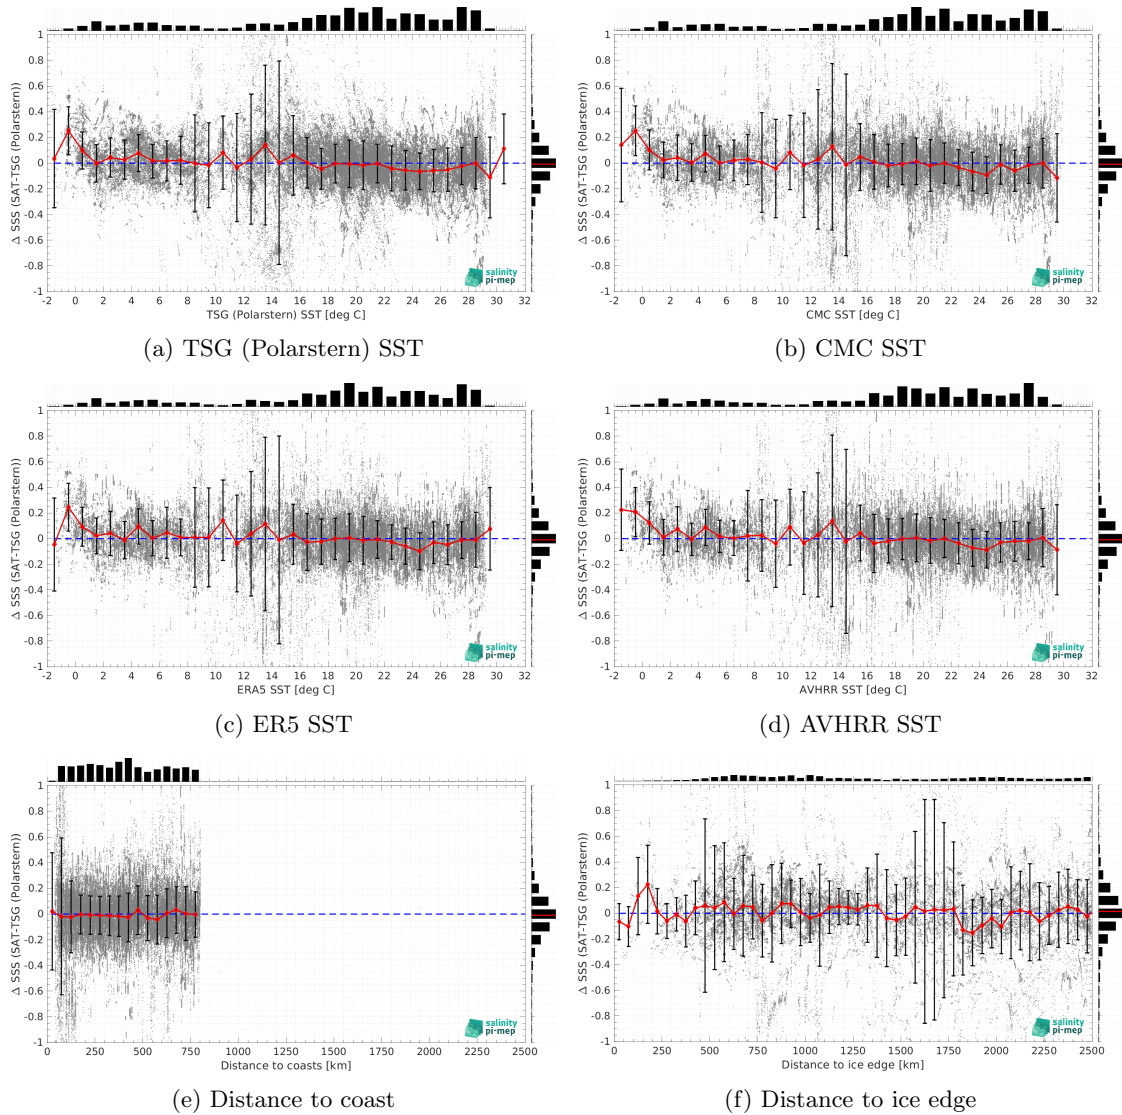 Δ SSS (SAT-TSG (Polarstern))
1
0.8
0.6
0.4
0.2
0
-0.2
-0.4
-0.6
-0.8
-1
salinity
pi-mep
-2 0 2 4 6 8 10 12 14 16 18 20 22 24 26 28 30 32
TSG (Polarstern) SST [deg C]
(a) TSG (Polarstern) SST
Δ SSS (SAT-TSG (Polarstern))
1
0.8
0.6
0.4
0.2
0
-0.2
-0.4
-0.6
-0.8
-1
salinity
pi-mep
-2 0 2 4 6 8 10 12 14 16 18 20 22 24 26 28 30 32
CMC SST [deg C]
(b) CMC SST
Δ SSS (SAT-TSG (Polarstern))
1
0.8
0.6
0.4
0.2
0
-0.2
-0.4
-0.6
-0.8
-1
salinity
pi-mep
-2 0 2 4 6 8 10 12 14 16 18 20 22 24 26 28 30 32
ERA5 SST [deg C]
(c) ER5 SST
Δ SSS (SAT-TSG (Polarstern))
1
0.8
0.6
0.4
0.2
0
-0.2
-0.4
-0.6
-0.8
-1
salinity
pi-mep
-2 0 2 4 6 8 10 12 14 16 18 20 22 24 26 28 30 32
AVHRR SST [deg C]
(d) AVHRR SST
Δ SSS (SAT-TSG (Polarstern))
1
0.8
0.6
0.4
0.2
0
-0.2
-0.4
-0.6
-0.8
-1
salinity
pi-mep
0 250 500 750 1000 1250 1500 1750 2000 2250 2500
Distance to coasts [km]
(e) Distance to coast
Δ SSS (SAT-TSG (Polarstern))
1
0.8
0.6
0.4
0.2
0
-0.2
-0.4
-0.6
-0.8
-1
salinity
pi-mep
0 250 500 750 1000 1250 1500 1750 2000 2250 2500
Distance to ice edge [km]
(f) Distance to ice edge